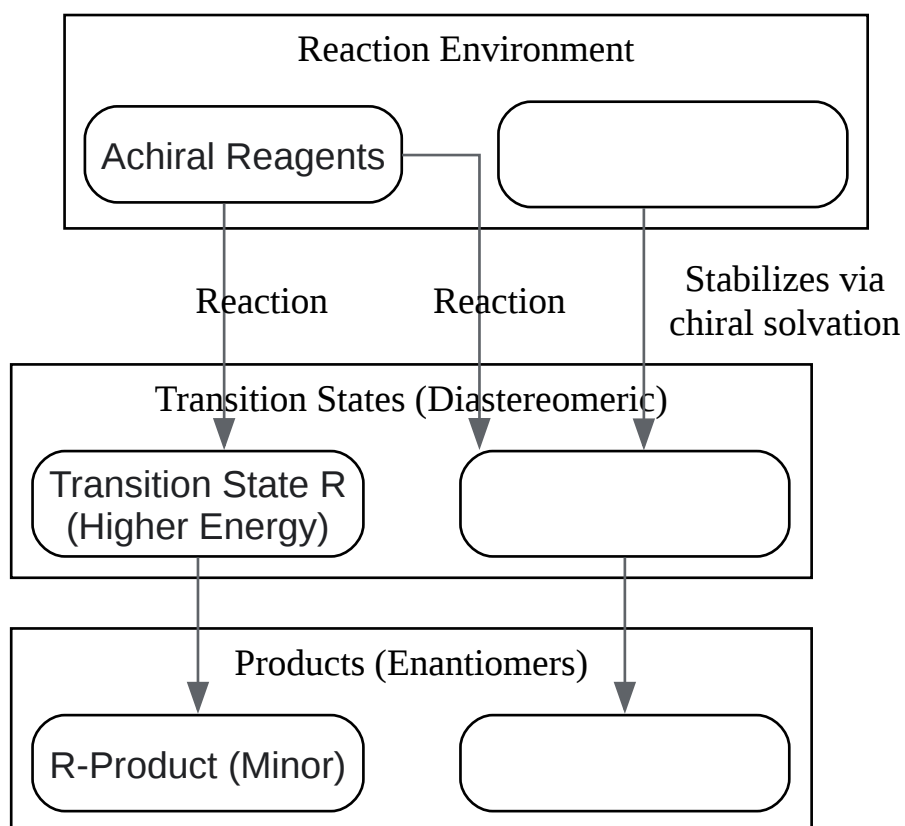 Reaction Environment
Achiral Reagents
Reaction
Reaction
Stabilizes via
chiral solvation
Transition States (Diastereomeric)
Transition State R
(Higher Energy)
Products (Enantiomers)
R-Product (Minor)